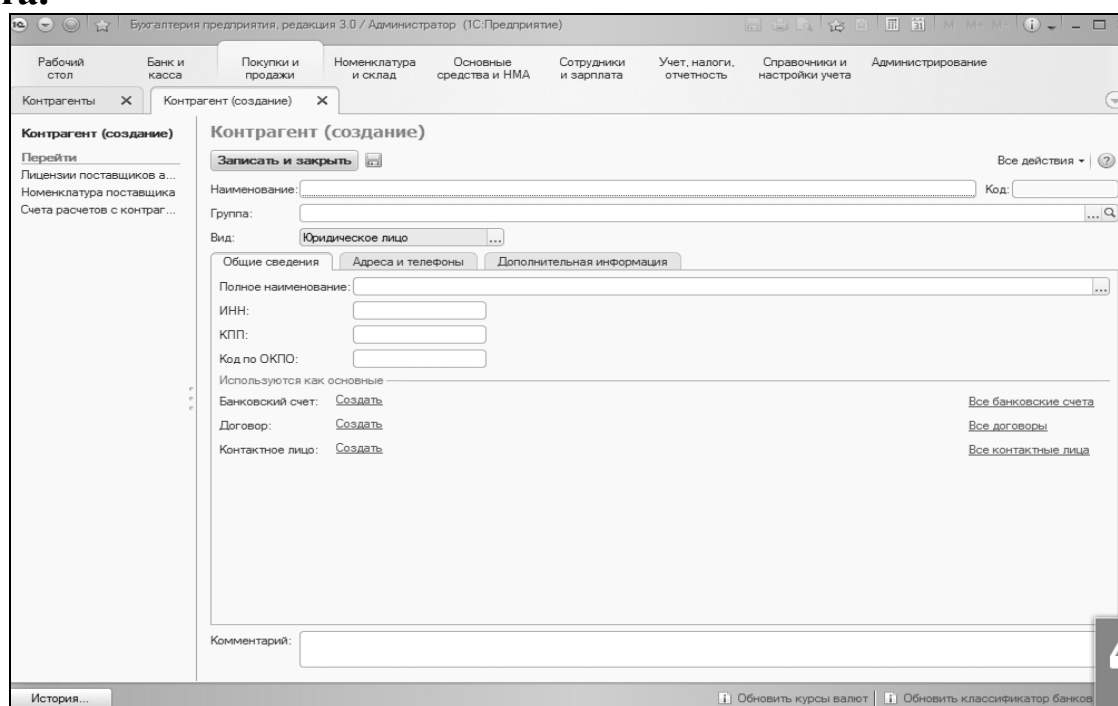 та.
Бухгалтерия предприятия, редакция 3.0 / Администратор (1С:Предприятие)
31 M M+ M-
Рабочий стол Банк и касса Покупки и продажи Номенклатура и склад Основные средства и НМА Сотрудники и зарплата Учет, налоги, отчетность Справочники и настройки учета Администрирование
Контрагенты Контрагент (создание)
Контрагент (создание)
Перейти
Лицензии поставщиков а...
Номенклатура поставщика
Счета расчетов с контраг...
Контрагент (создание)
Записать и закрыть Все действия
Наименование: Код:
Группа:
Вид: Юридическое лицо
Общие сведения Адреса и телефоны Дополнительная информация
Полное наименование:
ИНН:
КПП:
Код по ОКПО:
Используются как основные
Банковский счет: Создать Все банковские счета
Договор: Создать Все договоры
Контактное лицо: Создать Все контактные лица
Комментарий:
История... Обновить курсы валют Обновить классификатор банков